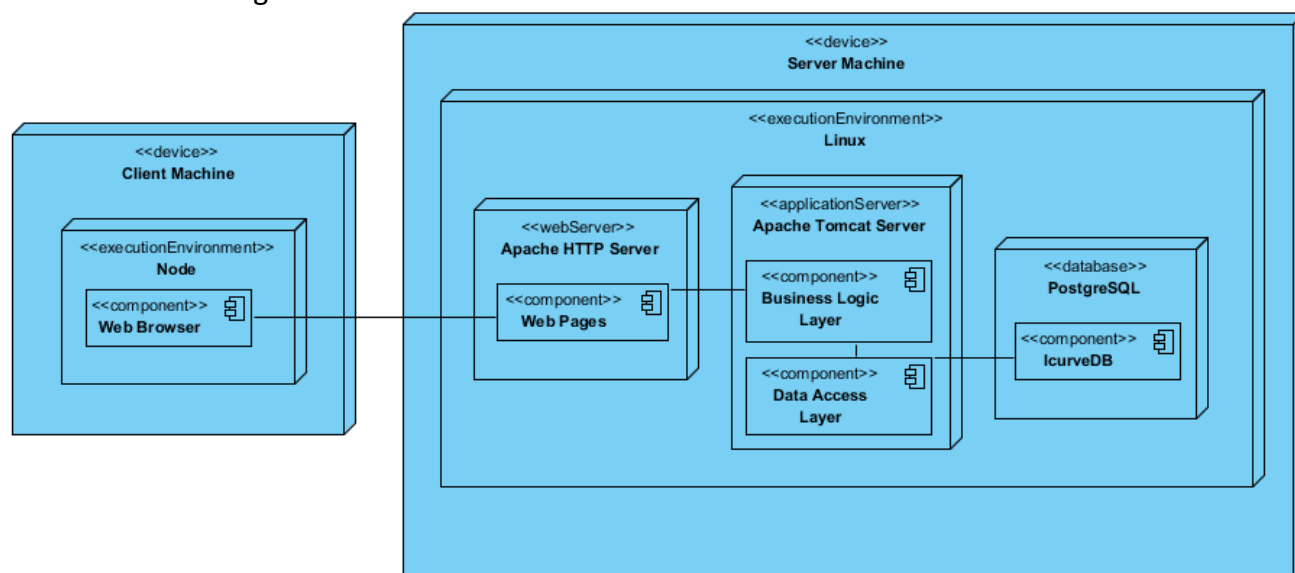 <<device>>
Server Machine
<<executionEnvironment>>
Linux
<<device>>
Client Machine
<<executionEnvironment>>
Node
<<component>>
Web Browser
<<webServer>>
Apache HTTP Server
<<component>>
Web Pages
<<applicationServer>>
Apache Tomcat Server
<<component>>
Business Logic
Layer
<<component>>
Data Access
Layer
<<database>>
PostgreSQL
<<component>>
IcurveDB